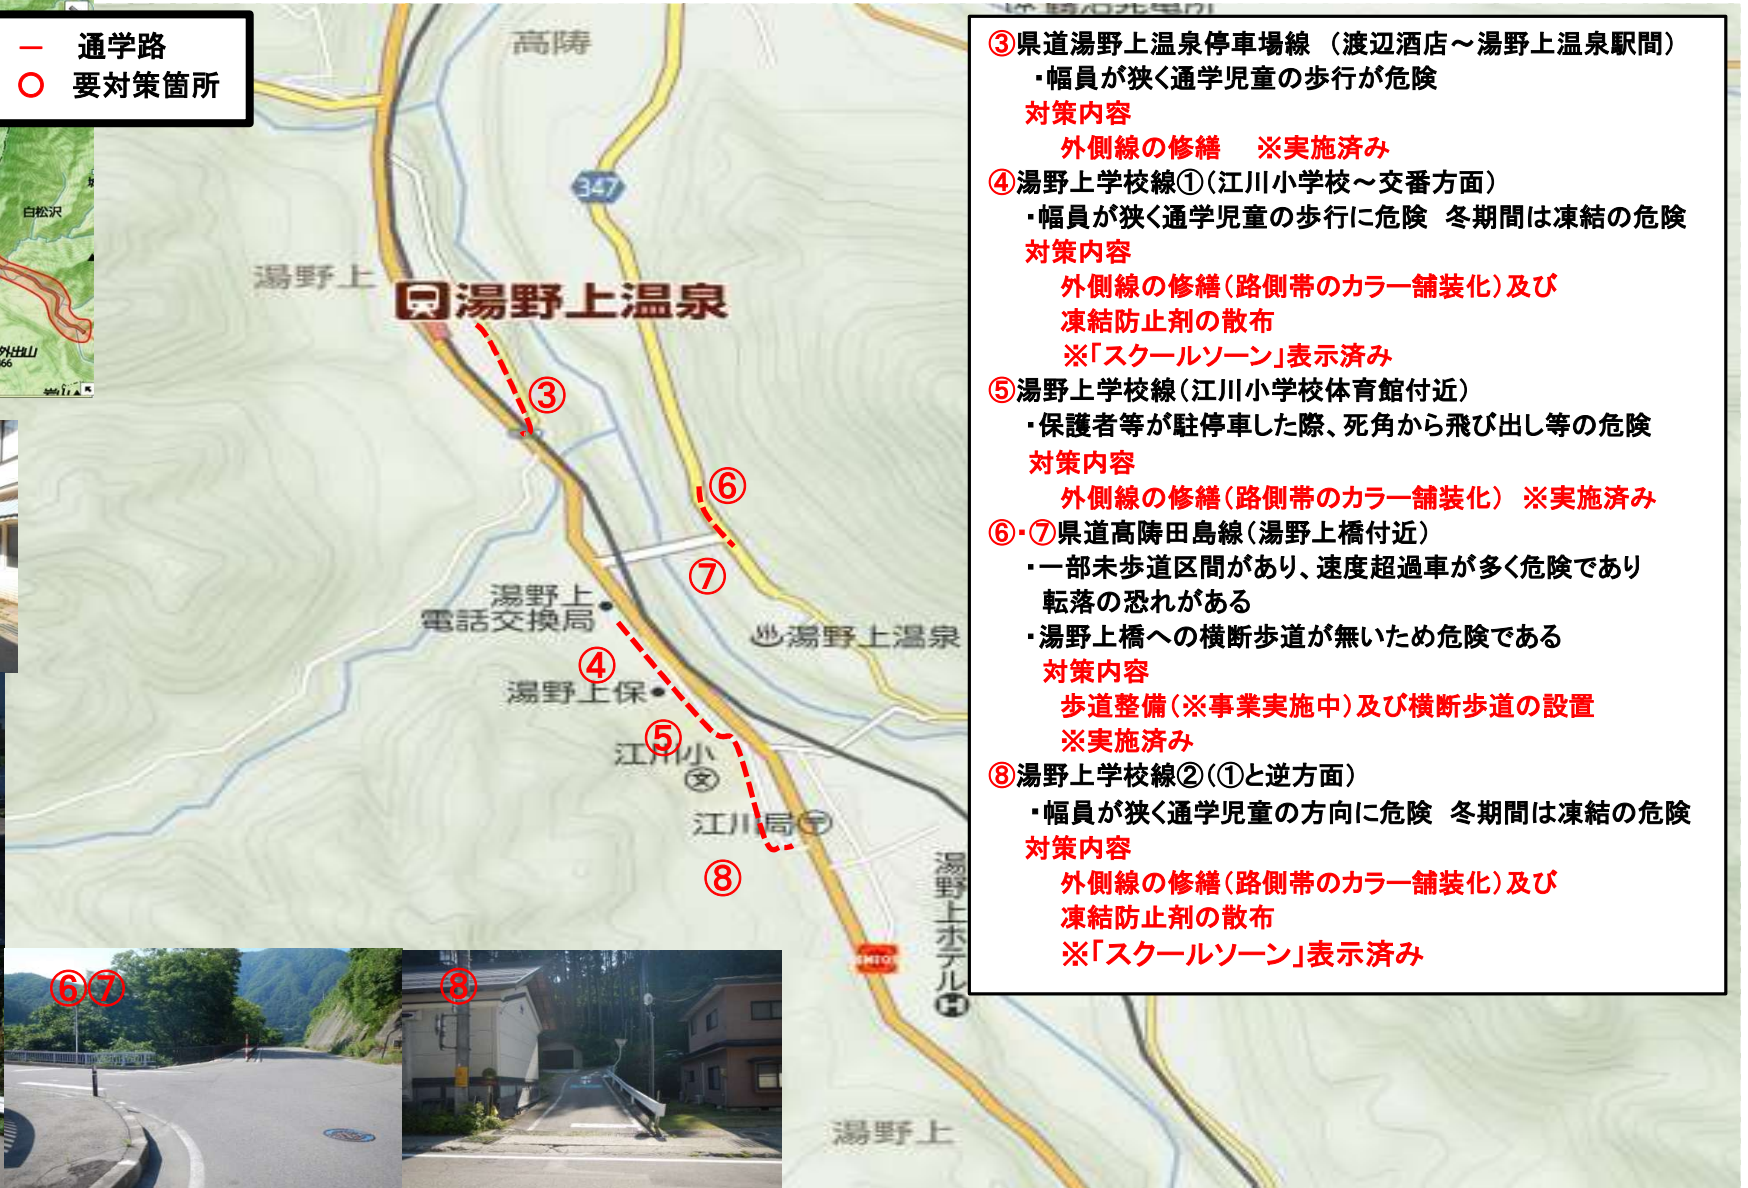 ― 通学路
○ 要対策箇所
白松沢
外出山
高陦
347
湯野上
湯野上温泉
③
⑥
⑦
湯野上
電話交換局
④
湯野上保
湯野上温泉
⑤
江川小
文
江川局
⑧
湯野上ホテル
湯野上
⑥⑦
⑧
③県道湯野上温泉停車場線 (渡辺酒店～湯野上温泉駅間)
・幅員が狭く通学児童の歩行が危険
対策内容
外側線の修繕 ※実施済み
④湯野上学校線①(江川小学校～交番方面)
・幅員が狭く通学児童の歩行に危険 冬期間は凍結の危険
対策内容
外側線の修繕(路側帯のカラー舗装化)及び
凍結防止剤の散布
※「スクールソーン」表示済み
⑤湯野上学校線(江川小学校体育館付近)
・保護者等が駐停車した際、死角から飛び出し等の危険
対策内容
外側線の修繕(路側帯のカラー舗装化) ※実施済み
⑥・⑦県道高陦田島線(湯野上橋付近)
・一部未歩道区間があり、速度超過車が多く危険であり
転落の恐れがある
・湯野上橋への横断歩道が無いため危険である
対策内容
歩道整備(※事業実施中)及び横断歩道の設置
※実施済み
⑧湯野上学校線②(①と逆方面)
・幅員が狭く通学児童の方向に危険 冬期間は凍結の危険
対策内容
外側線の修繕(路側帯のカラー舗装化)及び
凍結防止剤の散布
※「スクールソーン」表示済み